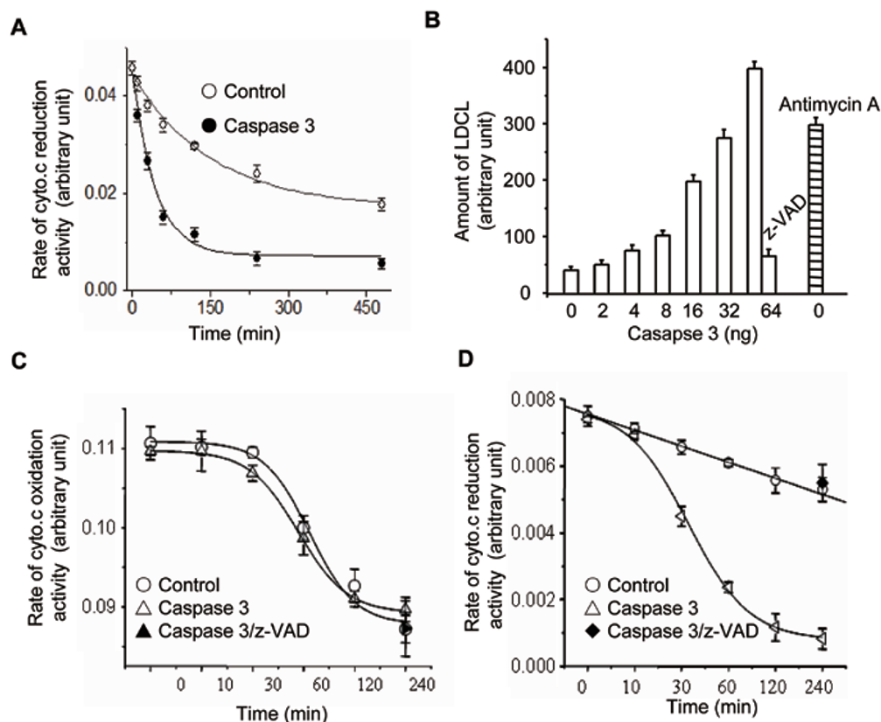 A
Rate of cyto.c reduction
activity (arbitrary unit)
0.04
0.02
0.00
Control
Caspase 3
0 150 300 450
Time (min)
B
Amount of LDCL
(arbitrary unit)
400
300
200
100
0
z-VAD
Antimycin A
0 2 4 8 16 32 64 0
Casapse 3 (ng)
C
Rate of cyto.c oxidation
activity (arbitrary unit)
0.11
0.10
0.09
Control
Caspase 3
Caspase 3/z-VAD
0 10 30 60 120 240
Time (min)
D
Rate of cyto.c reduction
activity (arbitrary unit)
0.008
0.006
0.004
0.002
0.000
Control
Caspase 3
Caspase 3/z-VAD
0 10 30 60 120 240
Time (min)